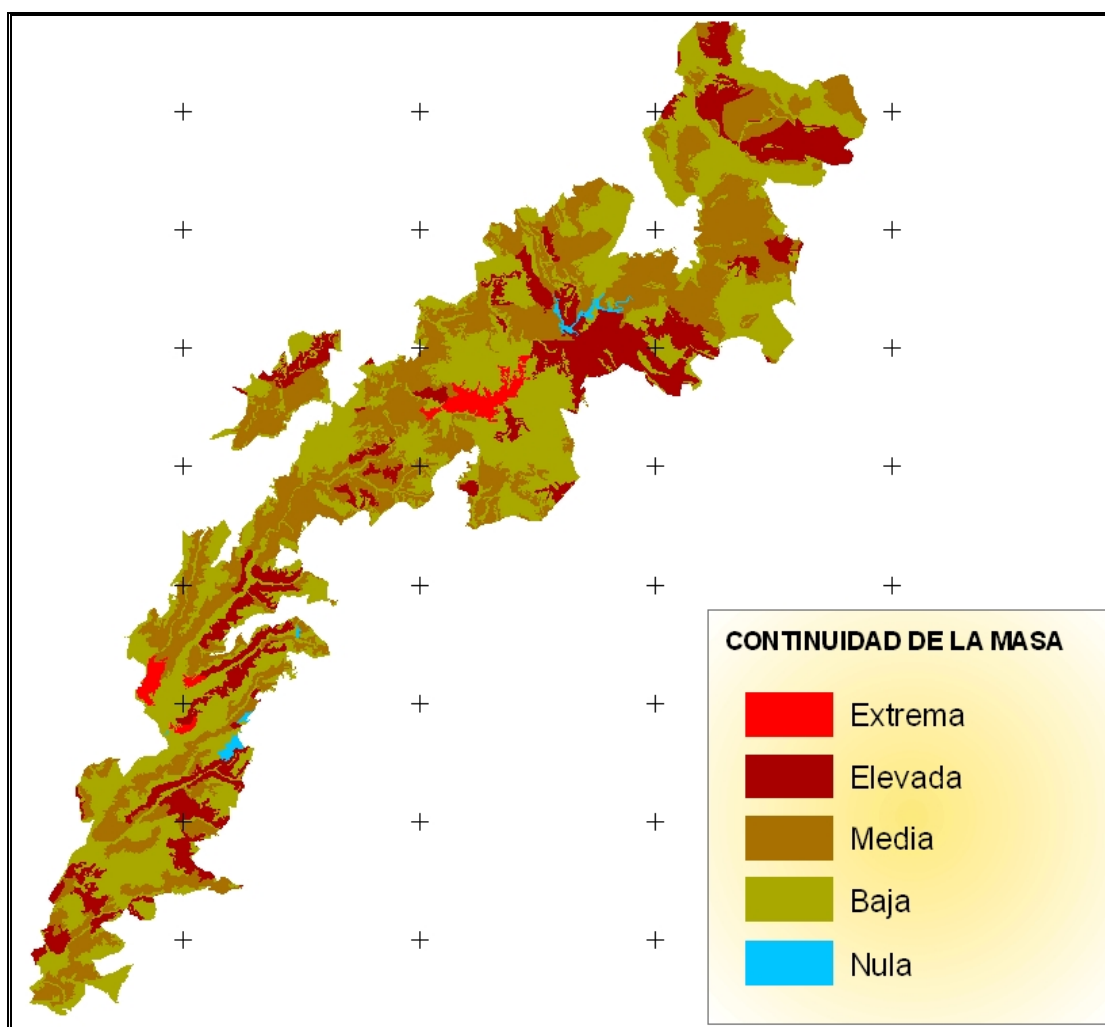 CONTINUIDAD DE LA MASA
Extrema
Elevada
Media
Baja
Nula